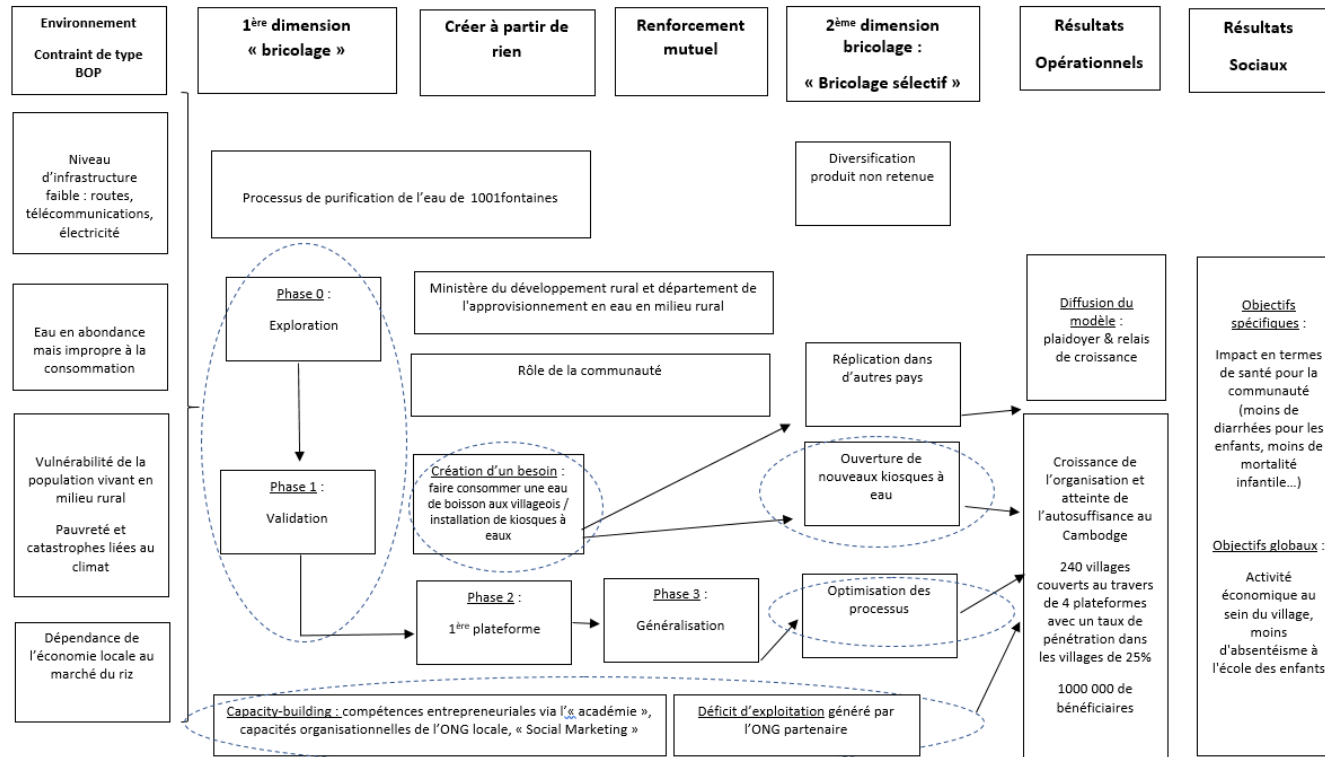 Environnement
Contraint de type
BOP
1ère dimension
« bricolage »
Créer à partir de
rien
Renforcement
mutuel
2ème dimension
bricolage :
« Bricolage sélectif »
Résultats
Opérationnels
Résultats
Sociaux
Niveau
d'infrastructure
faible : routes,
télécommunications,
électricité
Eau en abondance
mais impropre à la
consommation
Vulnérabilité de la
population vivant en
milieu rural
Pauvreté et
catastrophes liées au
climat
Dépendance de
l'économie locale au
marché du riz
Processus de purification de l'eau de 1001fontaines
Phase 0 :
Exploration
Phase 1 :
Validation
Ministère du développement rural et département de
l'approvisionnement en eau en milieu rural
Rôle de la communauté
Création d'un besoin :
faire consommer une eau
de boisson aux villageois /
installation de kiosques à
eaux
Phase 2 :
1ère plateforme
Phase 3 :
Généralisation
Capacity-building : compétences entrepreneuriales via l'« académie »,
capacités organisationnelles de l'ONG locale, « Social Marketing »
Déficit d'exploitation généré par
l'ONG partenaire
Diversification
produit non retenue
Réplication dans
d'autres pays
Ouverture de
nouveaux kiosques à
eau
Optimisation des
processus
Diffusion du
modèle :
plaidoyer & relais
de croissance
Croissance de
l'organisation et
atteinte de
l'autosuffisance au
Cambodge
240 villages
couverts au travers
de 4 plateformes
avec un taux de
pénétration dans
les villages de 25%
1000 000 de
bénéficiaires
Objectifs
spécifiques :
Impact en termes
de santé pour la
communauté
(moins de
diarrhées pour les
enfants, moins de
mortalité
infantile...)
Objectifs globaux :
Activité
économique au
sein du village,
moins
d'absentéisme à
l'école des enfants